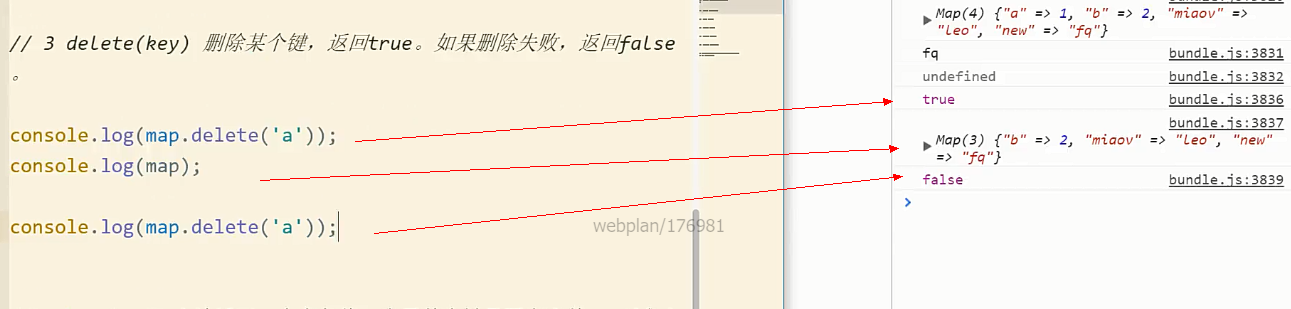 // 3 delete(key) 删除某个键，返回true。如果删除失败，返回false
。
console.log(map.delete('a'));
console.log(map);
console.log(map.delete('a'));
webplan/176981
Map(4) {"a" => 1, "b" => 2, "miaov" =>
"leo", "new" => "fq"}
fq bundle.js:3831
undefined bundle.js:3832
true bundle.js:3836
bundle.js:3837
Map(3) {"b" => 2, "miaov" => "leo", "new"
=> "fq"}
false bundle.js:3839